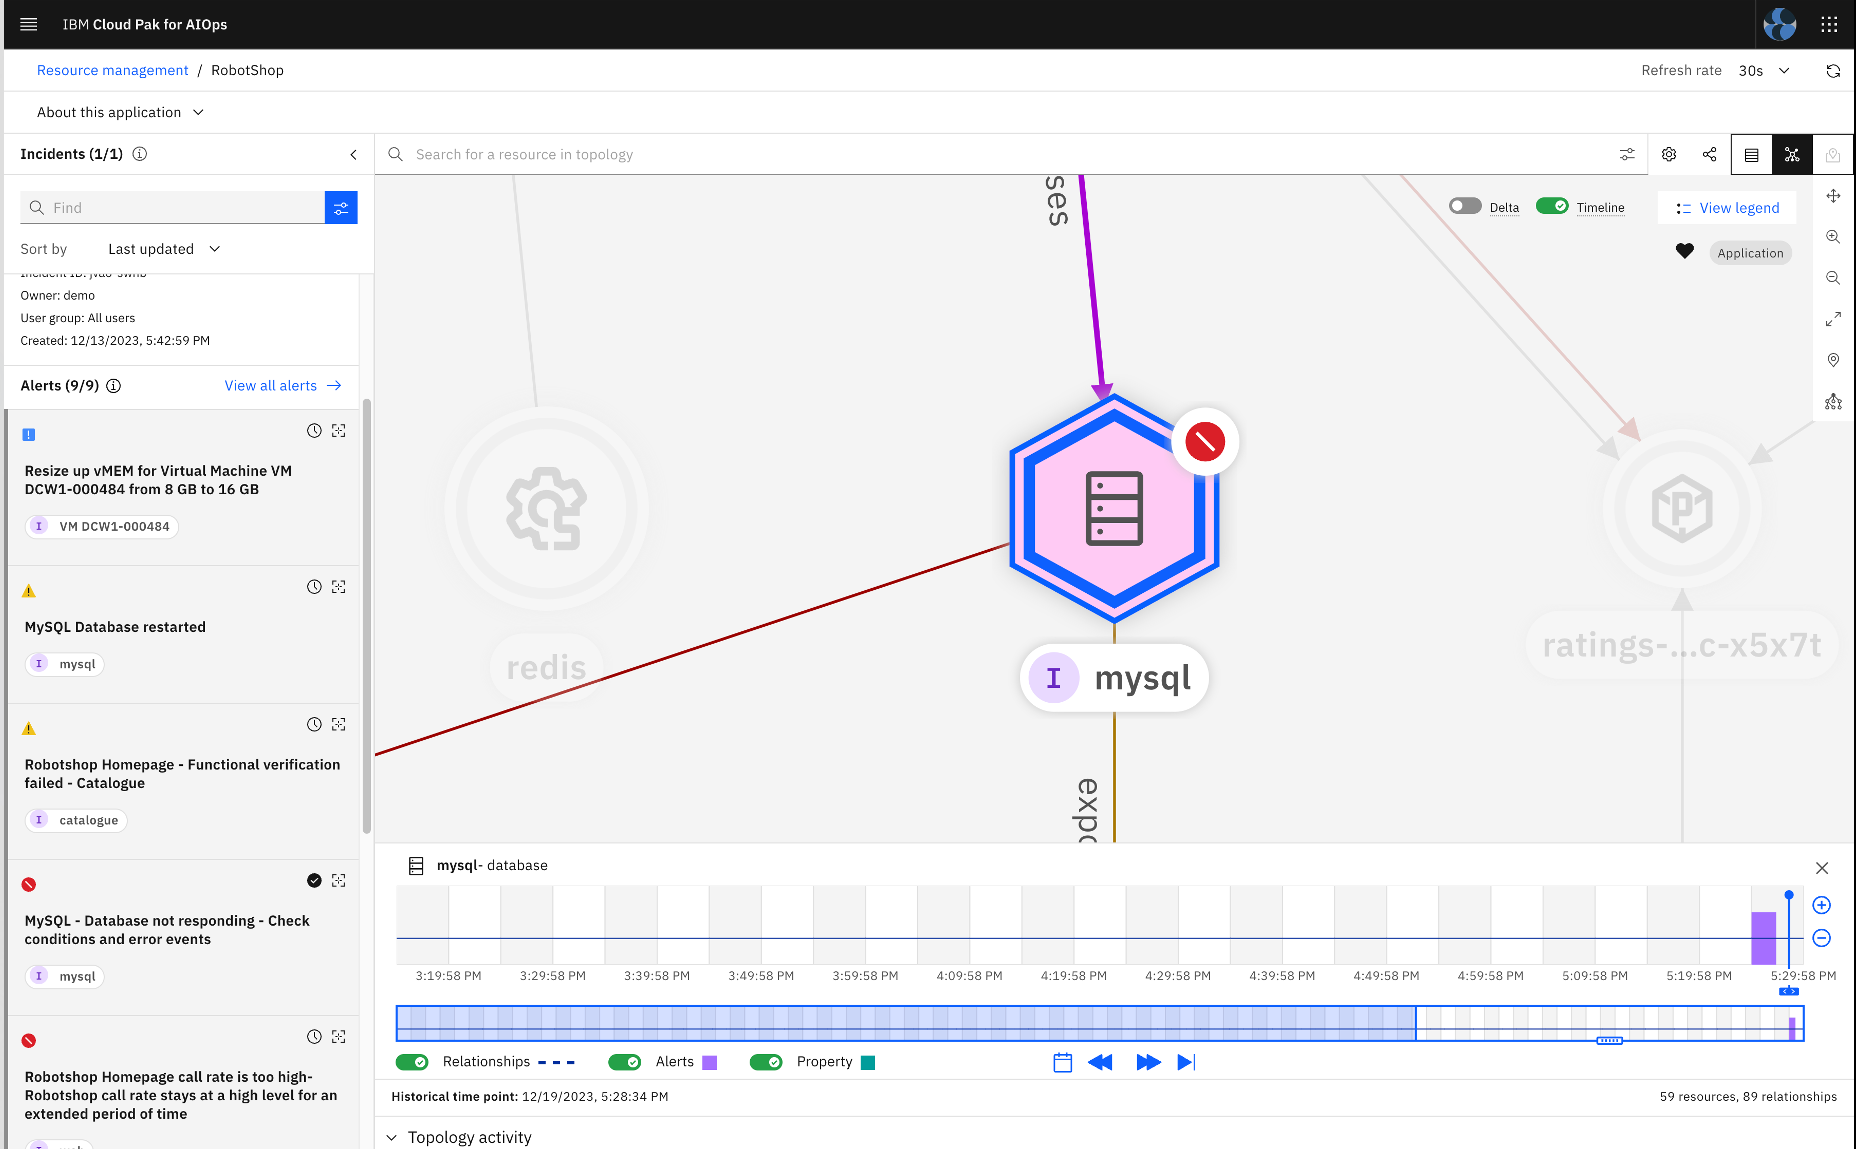 IBM Cloud Pak for AIOps
Resource management / RobotShop
Refresh rate 30s
About this application
Incidents (1/1)
Search for a resource in topology
Find
Delta
Timeline
View legend
Sort by Last updated
Application
Owner: demo
User group: All users
Created: 12/13/2023, 5:42:59 PM
Alerts (9/9)
View all alerts
Resize up vMEM for Virtual Machine VM
DCW1-000484 from 8 GB to 16 GB
I VM DCW1-000484
MySQL Database restarted
I mysql
Robotshop Homepage - Functional verification
failed - Catalogue
I catalogue
MySQL - Database not responding - Check
conditions and error events
I mysql
Robotshop Homepage call rate is too high-
Robotshop call rate stays at a high level for an
extended period of time
ses
redis
I mysql
ratings-...c-x5x7t
expo
mysql- database
3:19:58 PM 3:29:58 PM 3:39:58 PM 3:49:58 PM 3:59:58 PM 4:09:58 PM 4:19:58 PM 4:29:58 PM 4:39:58 PM 4:49:58 PM 4:59:58 PM 5:09:58 PM 5:19:58 PM 5:29:58 PM
Relationships
Alerts
Property
Historical time point: 12/19/2023, 5:28:34 PM
59 resources, 89 relationships
Topology activity